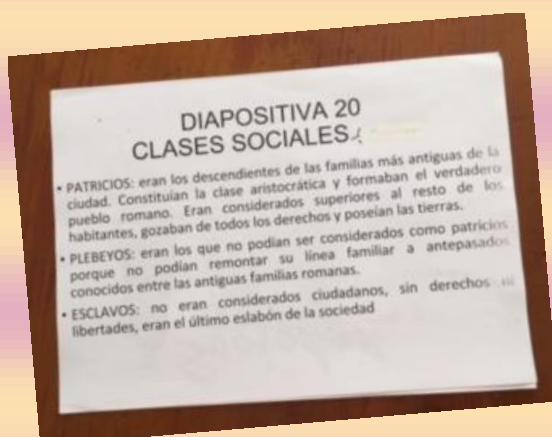 DIAPOSITIVA 20
CLASES SOCIALES
• PATRICIOS: eran los descendientes de las familias más antiguas de la
ciudad. Constituían la clase aristocrática y formaban el verdadero
pueblo romano. Eran considerados superiores al resto de los
habitantes, gozaban de todos los derechos y poseían las tierras.
• PLEBEYOS: eran los que no podían ser considerados como patricios
porque no podían remontar su línea familiar a antepasados
conocidos entre las antiguas familias romanas.
• ESCLAVOS: no eran considerados ciudadanos, sin derechos ni
libertades, eran el último eslabón de la sociedad